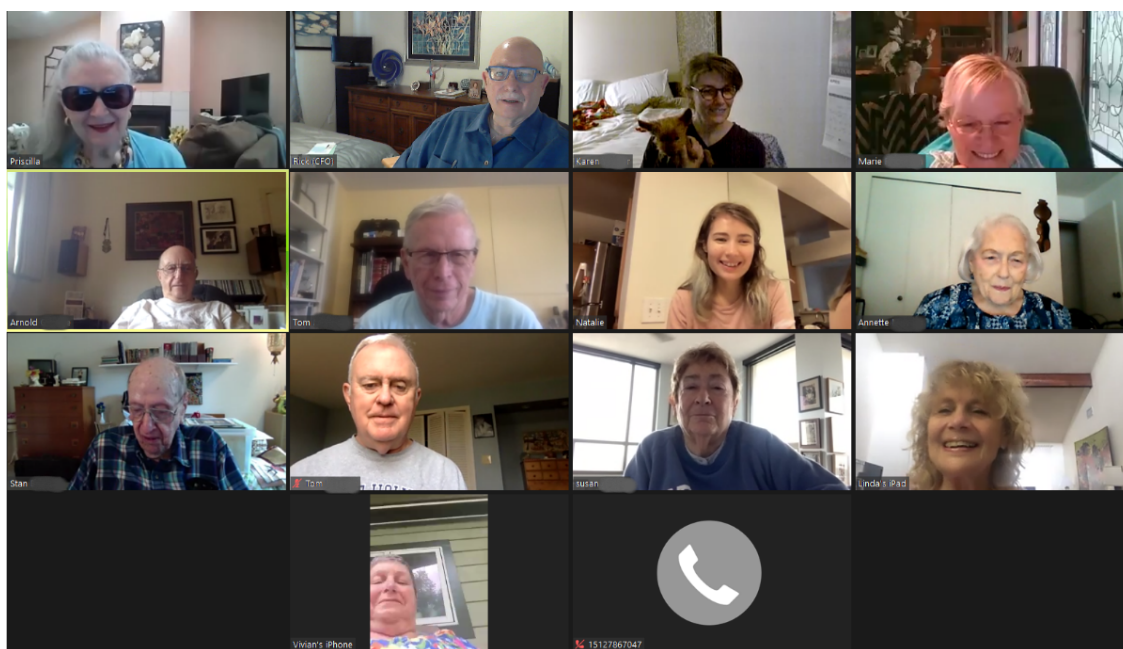 Priscilla
Rick (CFO)
Karen
Marie
Arnold
Tom
Natalie
Annette
Stan
Tom
susan
Linda's iPad
Vivian's iPhone
15127867047